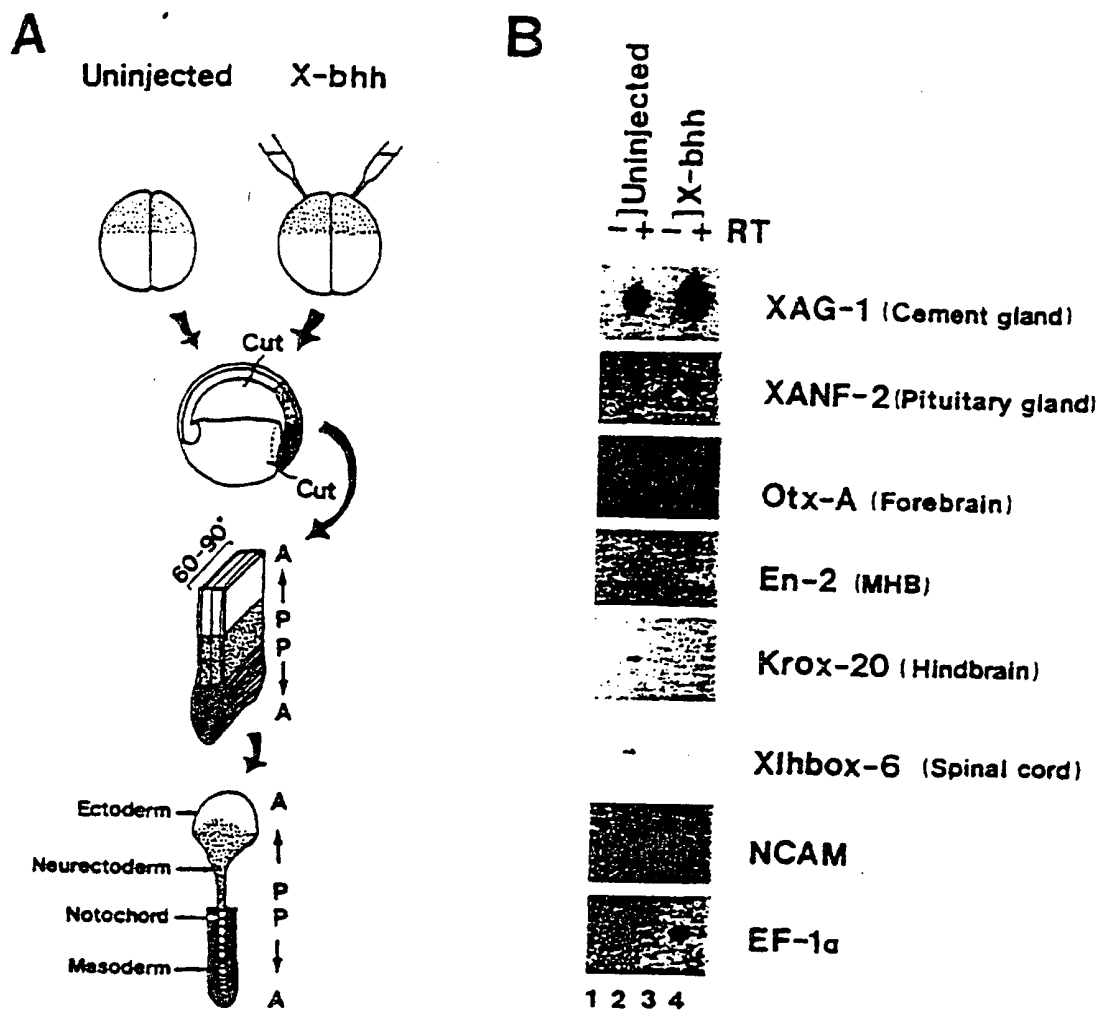 A
Uninjected X-bhh
Cut
Cut
60-90°
A
P
P
A
Ectoderm
Neurectoderm
Notochord
Mesoderm
A
P
P
A
B
Uninjected
X-bhh
- + - + RT
XAG-1 (Cement gland)
XANF-2 (Pituitary gland)
Otx-A (Forebrain)
En-2 (MHB)
Krox-20 (Hindbrain)
Xlhbox-6 (Spinal cord)
NCAM
EF-1α
1 2 3 4